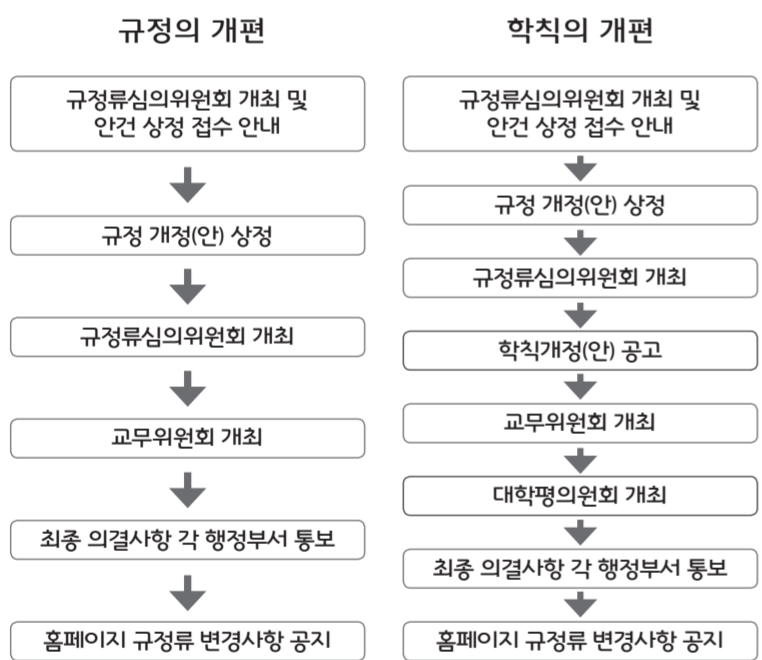 규정의 개편
규정류심의위원회 개최 및
안건 상정 접수 안내
규정 개정(안) 상정
규정류심의위원회 개최
교무위원회 개최
최종 의결사항 각 행정부서 통보
홈페이지 규정류 변경사항 공지
학칙의 개편
규정류심의위원회 개최 및
안건 상정 접수 안내
규정 개정(안) 상정
규정류심의위원회 개최
학칙개정(안) 공고
교무위원회 개최
대학평의원회 개최
최종 의결사항 각 행정부서 통보
홈페이지 규정류 변경사항 공지